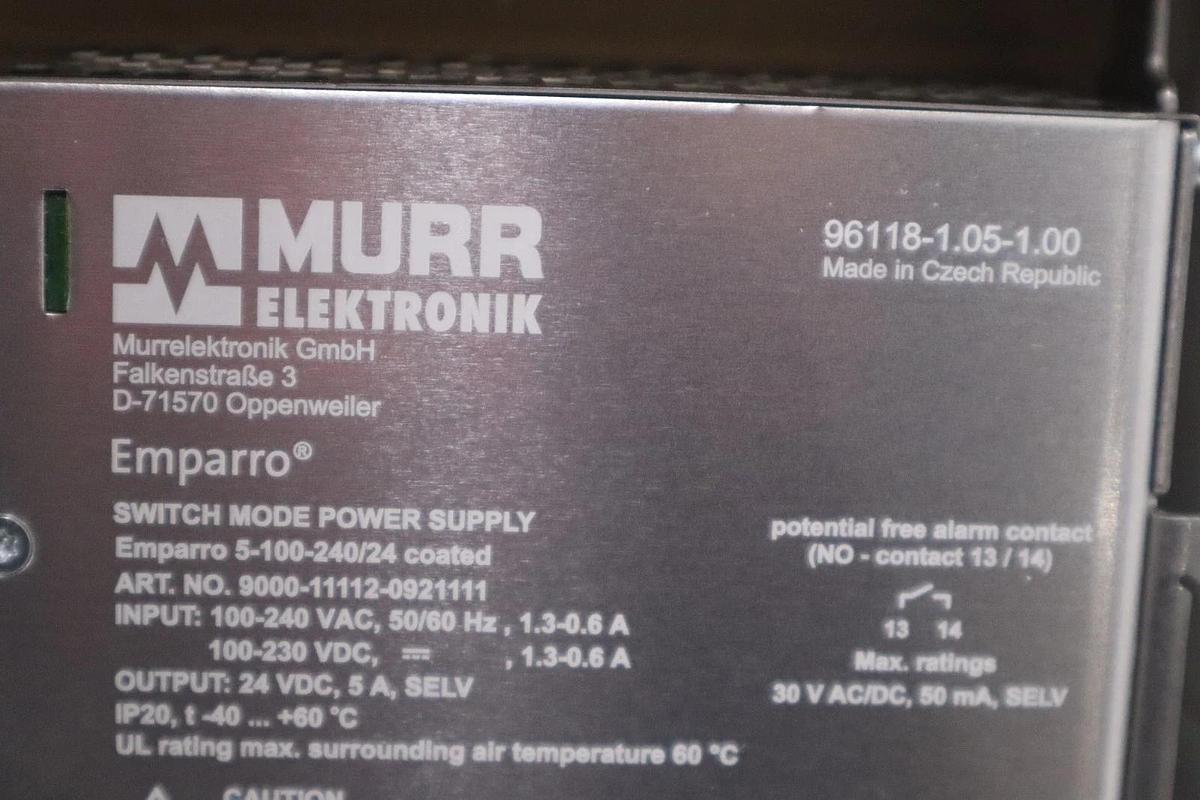 MURR
ELEKTRONIK
Murrelektronik GmbH
Falkenstraße 3
D-71570 Oppenweiler
96118-1.05-1.00
Made in Czech Republic
Emparro®
SWITCH MODE POWER SUPPLY
Emparro 5-100-240/24 coated
ART. NO. 9000-11112-0921111
INPUT: 100-240 VAC, 50/60 Hz , 1.3-0.6 A
100-230 VDC, ⎓ , 1.3-0.6 A
OUTPUT: 24 VDC, 5 A, SELV
IP20, t -40 ... +60 °C
UL rating max. surrounding air temperature 60 °C
potential free alarm contact
(NO - contact 13 / 14)
13 14
Max. ratings
30 V AC/DC, 50 mA, SELV
CAUTION